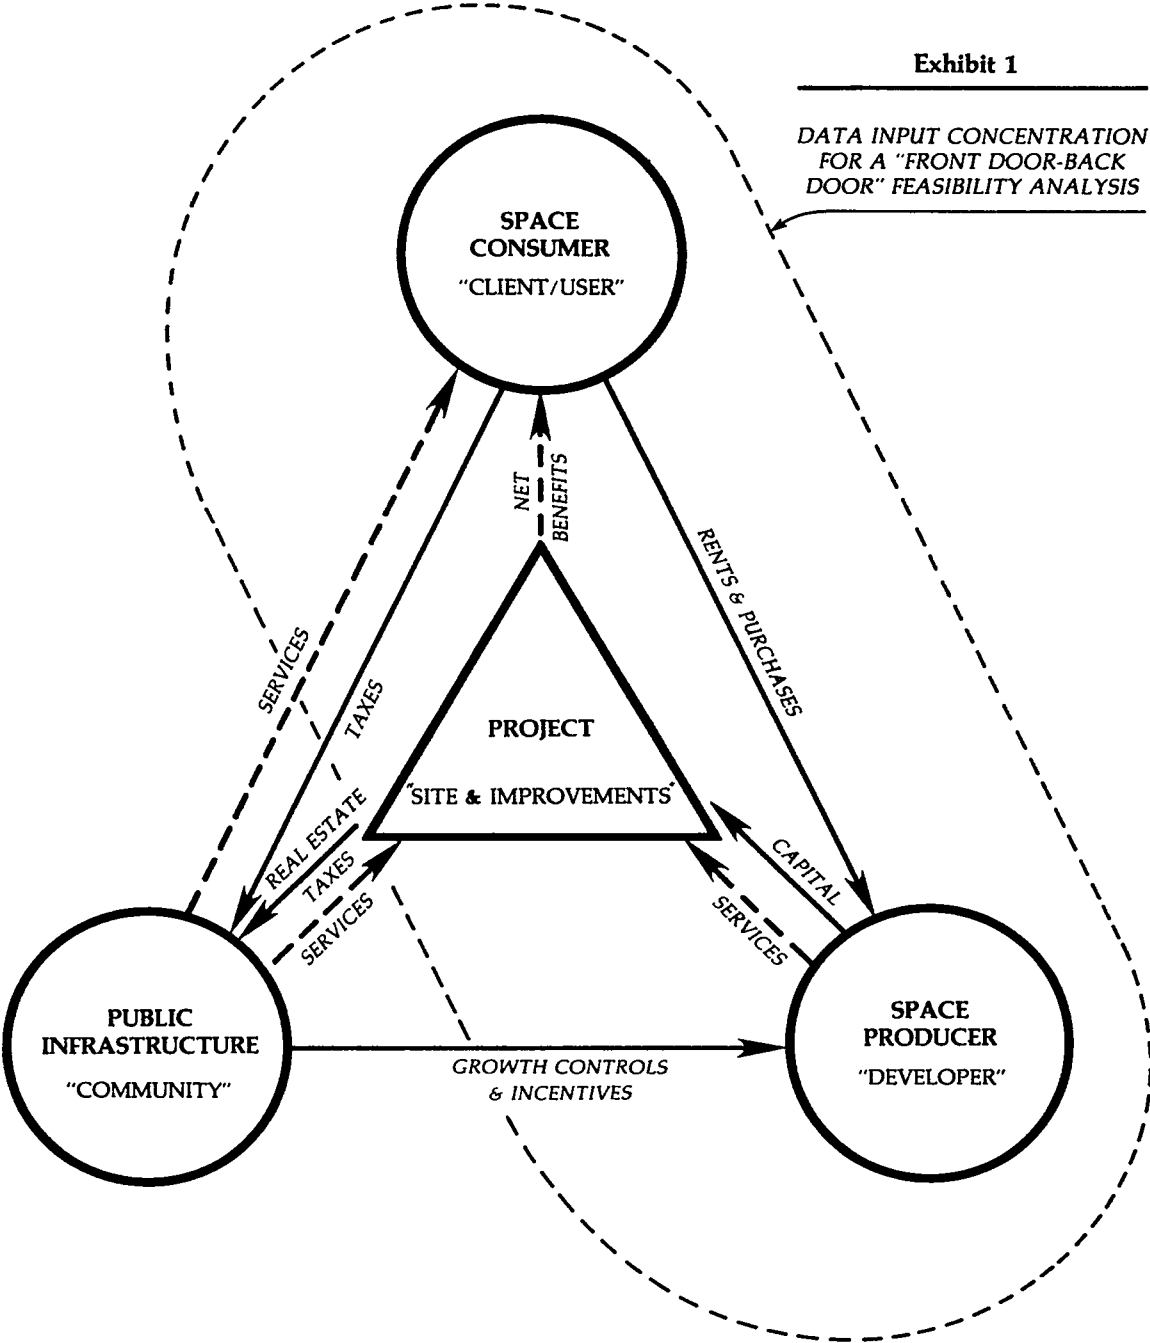 Exhibit 1
DATA INPUT CONCENTRATION
FOR A "FRONT DOOR-BACK
DOOR" FEASIBILITY ANALYSIS
SPACE
CONSUMER
"CLIENT/USER"
NET
BENEFITS
RENTS & PURCHASES
SERVICES
TAXES
PROJECT
"SITE & IMPROVEMENTS"
REAL ESTATE
TAXES
SERVICES
CAPITAL
SERVICES
PUBLIC
INFRASTRUCTURE
"COMMUNITY"
GROWTH CONTROLS
& INCENTIVES
SPACE
PRODUCER
"DEVELOPER"